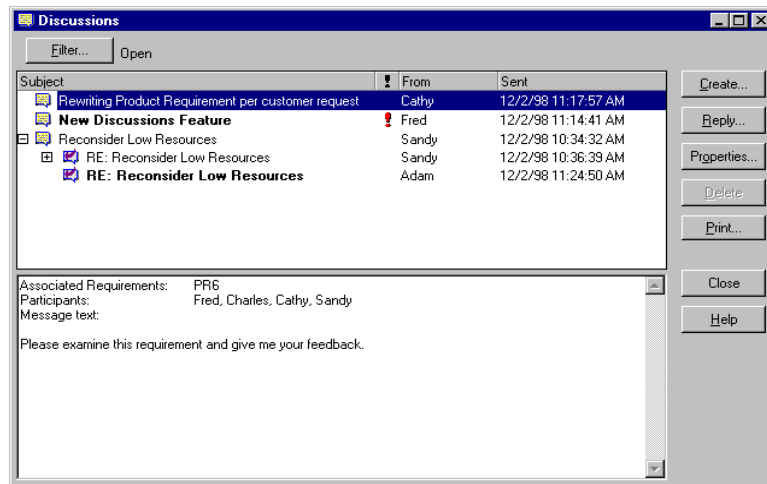 Discussions
Filter... Open
Subject ! From Sent
Rewriting Product Requirement per customer request Cathy 12/2/98 11:17:57 AM
New Discussions Feature ! Fred 12/2/98 11:14:41 AM
Reconsider Low Resources Sandy 12/2/98 10:34:32 AM
RE: Reconsider Low Resources Sandy 12/2/98 10:36:39 AM
RE: Reconsider Low Resources Adam 12/2/98 11:24:50 AM
Create...
Reply...
Properties...
Delete
Print...
Close
Help
Associated Requirements: PR6
Participants: Fred, Charles, Cathy, Sandy
Message text:
Please examine this requirement and give me your feedback.